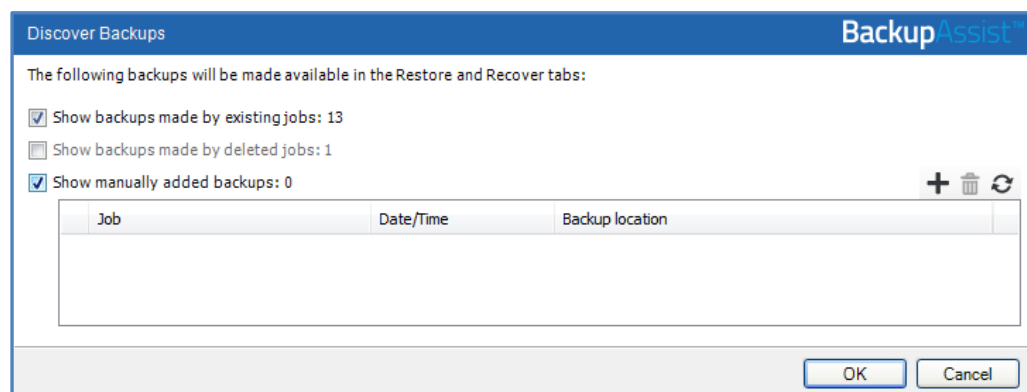 Discover Backups
BackupAssist™
The following backups will be made available in the Restore and Recover tabs:
Show backups made by existing jobs: 13
Show backups made by deleted jobs: 1
Show manually added backups: 0
Job Date/Time Backup location
OK Cancel